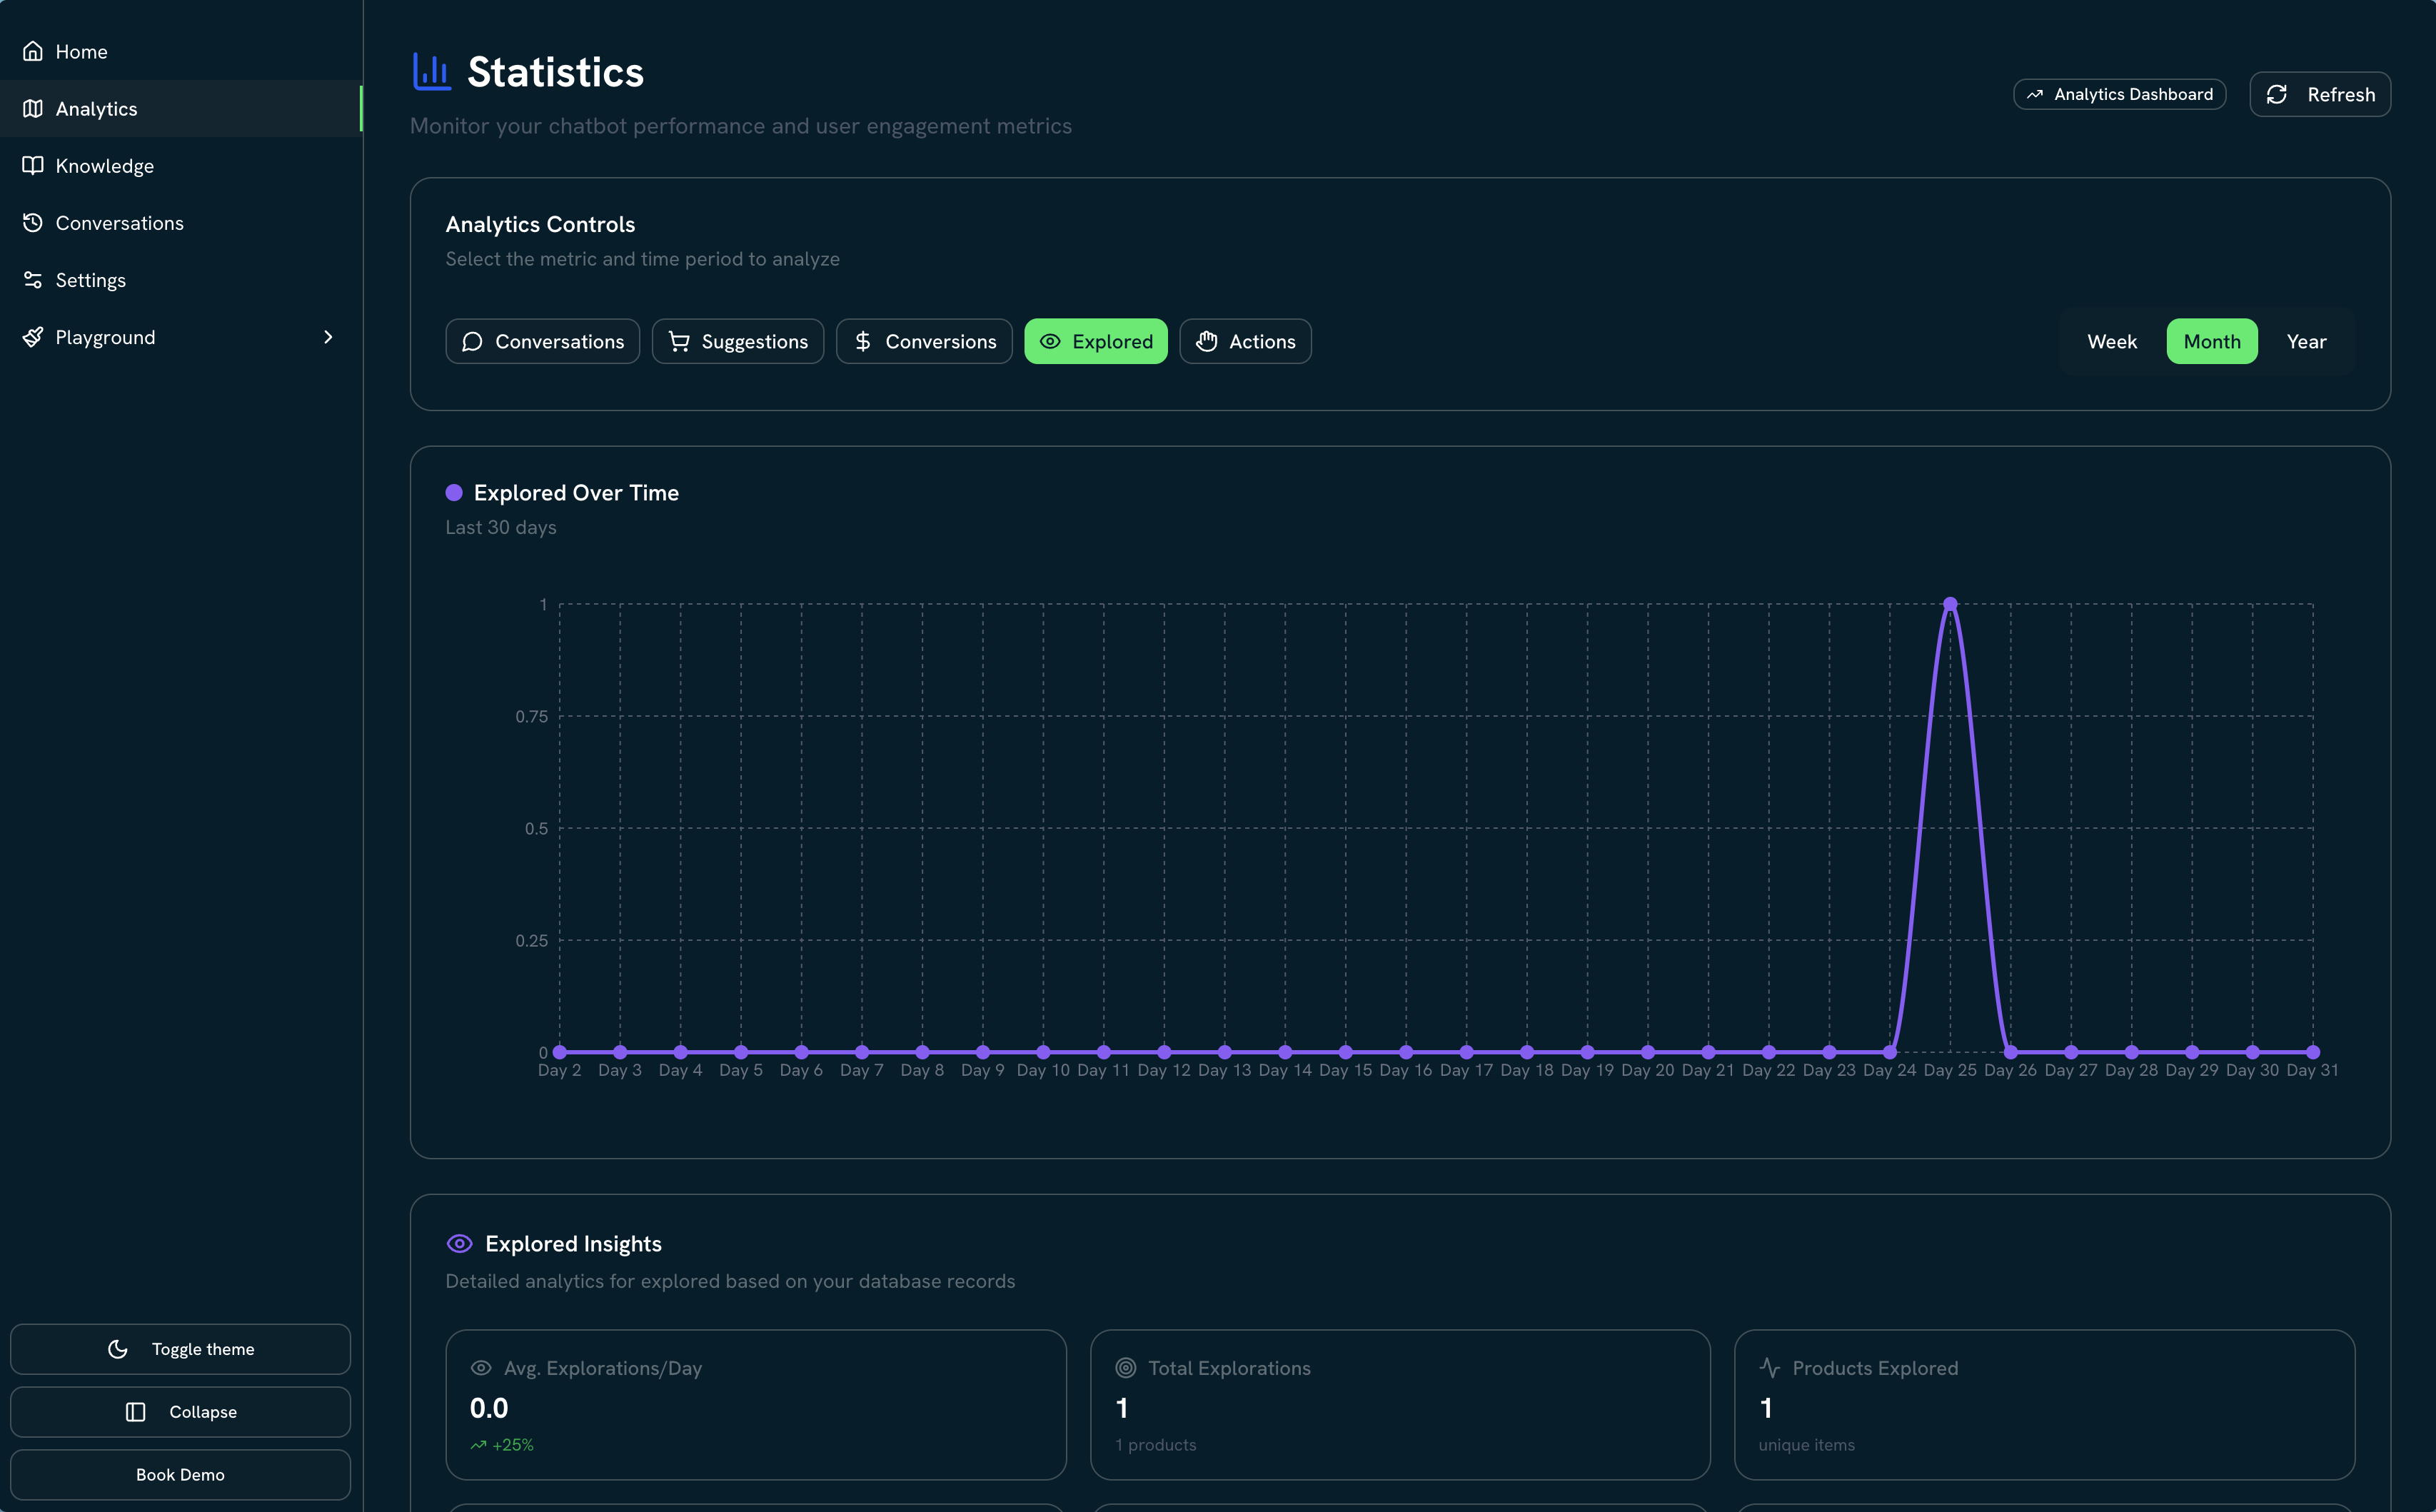 Home
Analytics
Knowledge
Conversations
Settings
Playground
Toggle theme
Collapse
Book Demo
Statistics
Monitor your chatbot performance and user engagement metrics
Analytics Dashboard
Refresh
Analytics Controls
Select the metric and time period to analyze
Conversations Suggestions Conversions Explored Actions
Week Month Year
Explored Over Time
Last 30 days
1
0.75
0.5
0.25
0
Day 2 Day 3 Day 4 Day 5 Day 6 Day 7 Day 8 Day 9 Day 10 Day 11 Day 12 Day 13 Day 14 Day 15 Day 16 Day 17 Day 18 Day 19 Day 20 Day 21 Day 22 Day 23 Day 24 Day 25 Day 26 Day 27 Day 28 Day 29 Day 30 Day 31
Explored Insights
Detailed analytics for explored based on your database records
Avg. Explorations/Day
0.0
+25%
Total Explorations
1
1 products
Products Explored
1
unique items